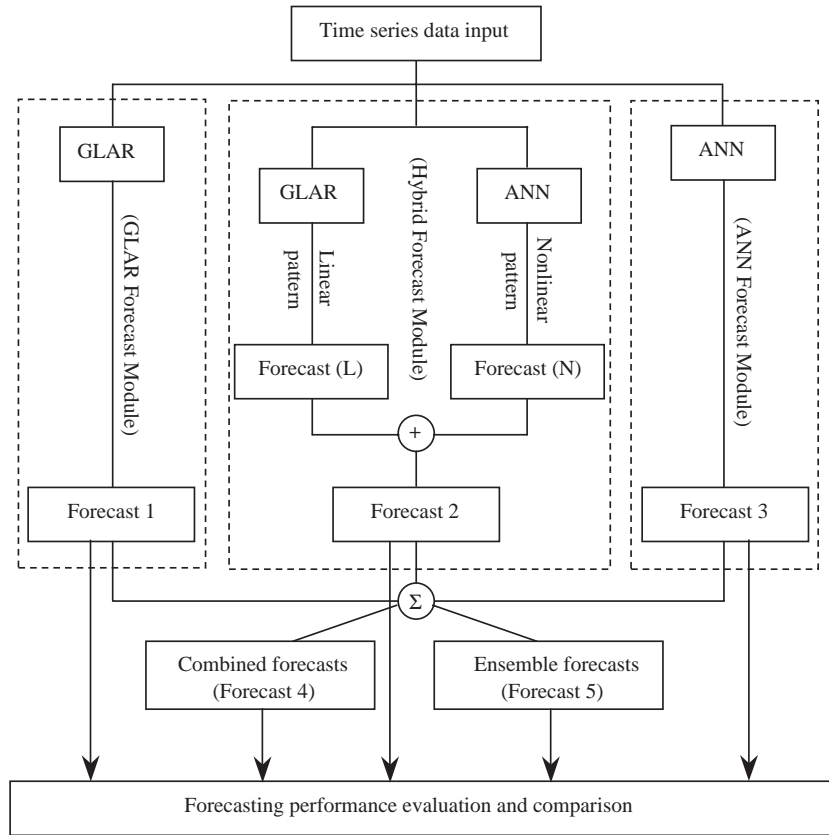 Time series data input
GLAR
ANN
GLAR
ANN
(GLAR Forecast Module)
Linear
pattern
(Hybrid Forecast Module)
Nonlinear
pattern
(ANN Forecast Module)
Forecast (L)
Forecast (N)
+
Forecast 1
Forecast 2
Forecast 3
Σ
Combined forecasts
(Forecast 4)
Ensemble forecasts
(Forecast 5)
Forecasting performance evaluation and comparison